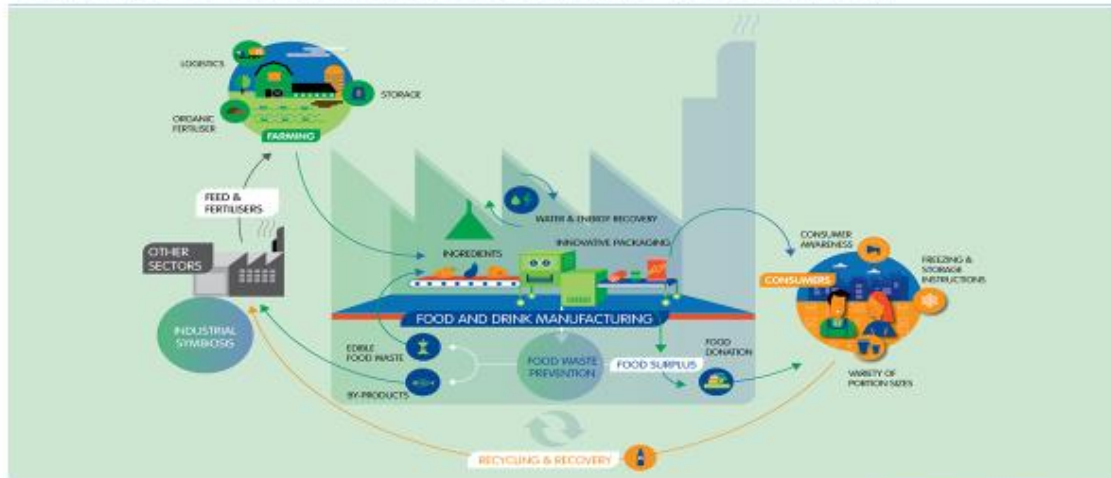 LOGISTICS
STORAGE
ORGANIC
FERTILISER
FARMING
FEED &
FERTILISERS
OTHER
SECTORS
INDUSTRIAL
SYMBIOSIS
WATER & ENERGY RECOVERY
INGREDIENTS
INNOVATIVE PACKAGING
FOOD AND DRINK MANUFACTURING
EDIBLE
FOOD WASTE
BY-PRODUCTS
FOOD WASTE
PREVENTION
FOOD SURPLUS
FOOD
DONATION
CONSUMER
AWARENESS
CONSUMERS
FREEZING &
STORAGE
INSTRUCTIONS
VARIETY OF
PORTION SIZES
RECYCLING & RECOVERY